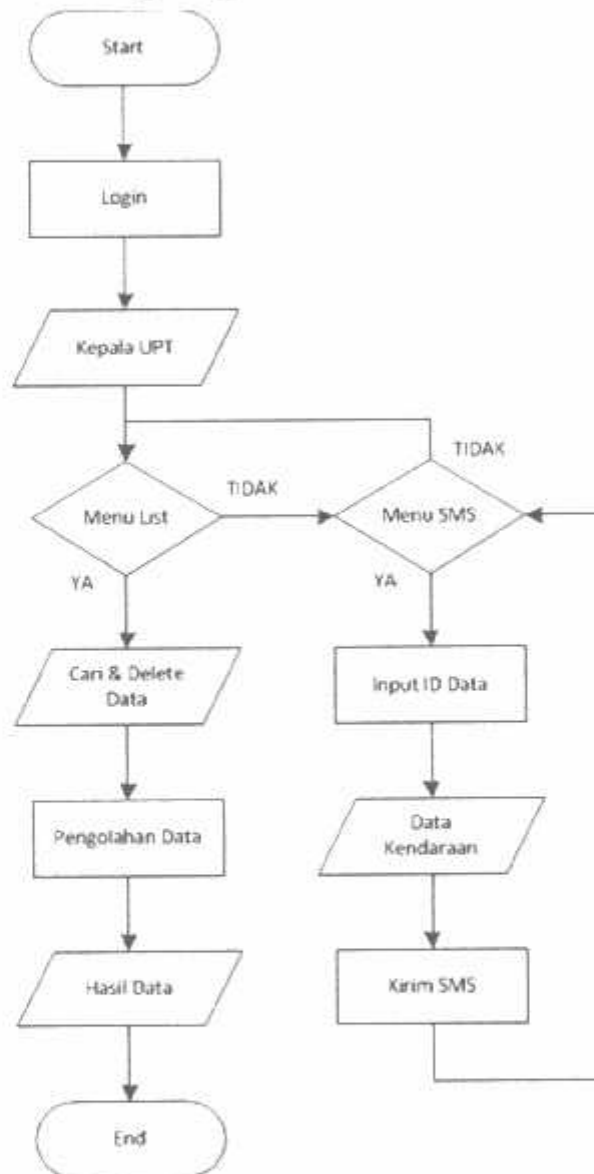 Start
Login
Kepala UPT
TIDAK
TIDAK
Menu List
Menu SMS
YA
YA
Cari & Delete
Data
Input ID Data
Pengolahan Data
Data
Kendaraan
Hasil Data
Kirim SMS
End